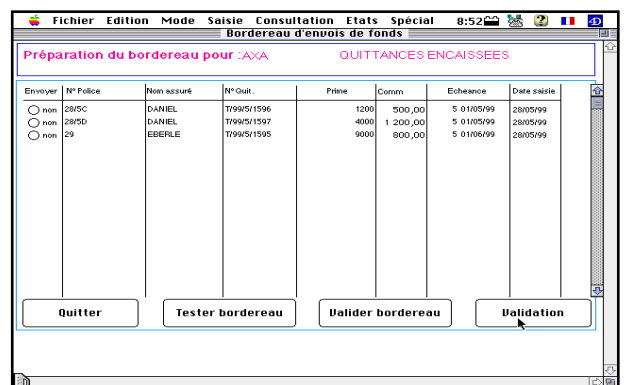 Fichier Edition Mode Saisie Consultation Etats Spécial 8:52
Bordereau d'envois de fonds
Préparation du bordereau pour :AXA QUITTANCES ENCAISSEES
Envoyer N° Police Nom assuré N° Quit. Prime Comm Echeance Date saisie
non 28/5C DANIEL T/99/5/1596 1200 500,00 5 01/05/99 28/05/99
non 28/5D DANIEL T/99/5/1597 4000 1 200,00 5 01/05/99 28/05/99
non 29 EBERLE T/99/5/1595 9000 800,00 5 01/06/99 28/05/99
Quitter Tester bordereau Valider bordereau Validation